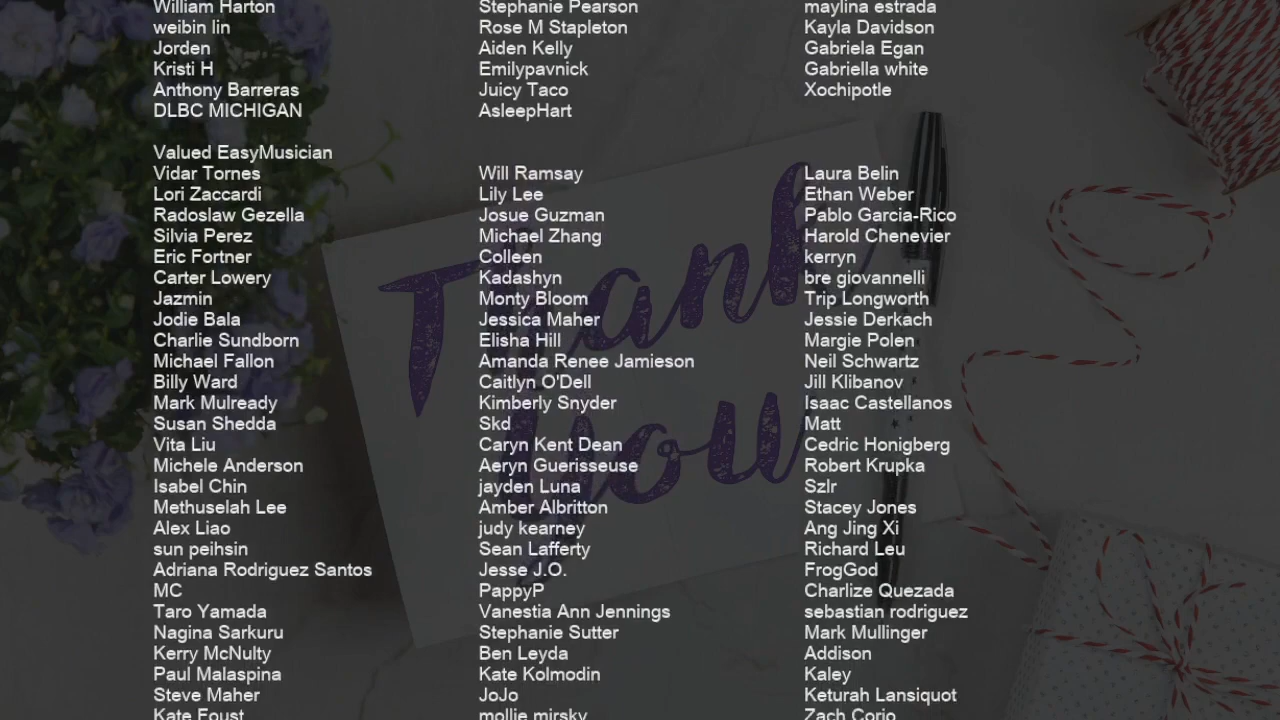 William Harton
weibin lin
Jorden
Kristi H
Anthony Barreras
DLBC MICHIGAN
Stephanie Pearson
Rose M Stapleton
Aiden Kelly
Emilypavnick
Juicy Taco
AsleepHart
maylina estrada
Kayla Davidson
Gabriela Egan
Gabriella white
Xochipotle
Valued EasyMusician
Vidar Tornes
Lori Zaccardi
Radoslaw Gezella
Silvia Perez
Eric Fortner
Carter Lowery
Jazmin
Jodie Bala
Charlie Sundborn
Michael Fallon
Billy Ward
Mark Mulready
Susan Shedda
Vita Liu
Michele Anderson
Isabel Chin
Methuselah Lee
Alex Liao
sun peihsin
Adriana Rodriguez Santos
MC
Taro Yamada
Nagina Sarkuru
Kerry McNulty
Paul Malaspina
Steve Maher
Kate Foust
Will Ramsay
Lily Lee
Josue Guzman
Michael Zhang
Colleen
Kadashyn
Monty Bloom
Jessica Maher
Elisha Hill
Amanda Renee Jamieson
Caitlyn O'Dell
Kimberly Snyder
Skd
Caryn Kent Dean
Aeryn Guerisseuse
jayden Luna
Amber Albritton
judy kearney
Sean Lafferty
Jesse J.O.
PappyP
Vanestia Ann Jennings
Stephanie Sutter
Ben Leyda
Kate Kolmodin
JoJo
mollie mirsky
Laura Belin
Ethan Weber
Pablo Garcia-Rico
Harold Chenevier
kerryn
bre giovannelli
Trip Longworth
Jessie Derkach
Margie Polen
Neil Schwartz
Jill Klibanov
Isaac Castellanos
Matt
Cedric Honigberg
Robert Krupka
Szlr
Stacey Jones
Ang Jing Xi
Richard Leu
FrogGod
Charlize Quezada
sebastian rodriguez
Mark Mullinger
Addison
Kaley
Keturah Lansiquot
Zach Corio
Thank
you